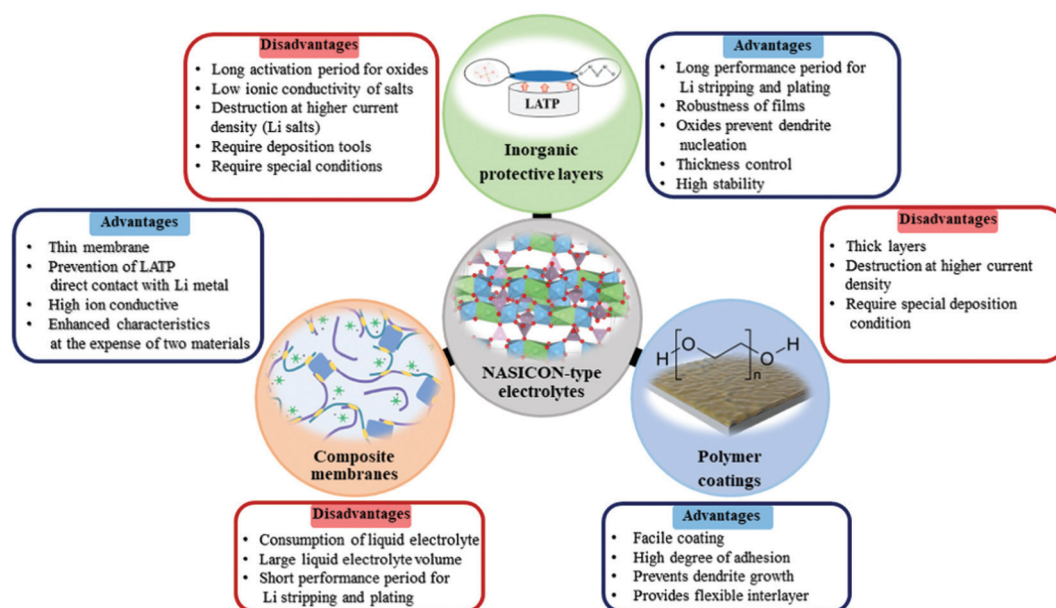 Disadvantages
Long activation period for oxides
Low ionic conductivity of salts
Destruction at higher current
density (Li salts)
Require deposition tools
Require special conditions
LATP
Inorganic
protective layers
Advantages
Long performance period for
Li stripping and plating
Robustness of films
Oxides prevent dendrite
nucleation
Thickness control
High stability
Advantages
Thin membrane
Prevention of LATP
direct contact with Li metal
High ion conductive
Enhanced characteristics
at the expense of two materials
NASICON-type
electrolytes
Disadvantages
Thick layers
Destruction at higher current
density
Require special deposition
condition
Composite
membranes
H O O H
n
Polymer
coatings
Disadvantages
Consumption of liquid electrolyte
Large liquid electrolyte volume
Short performance period for
Li stripping and plating
Advantages
Facile coating
High degree of adhesion
Prevents dendrite growth
Provides flexible interlayer